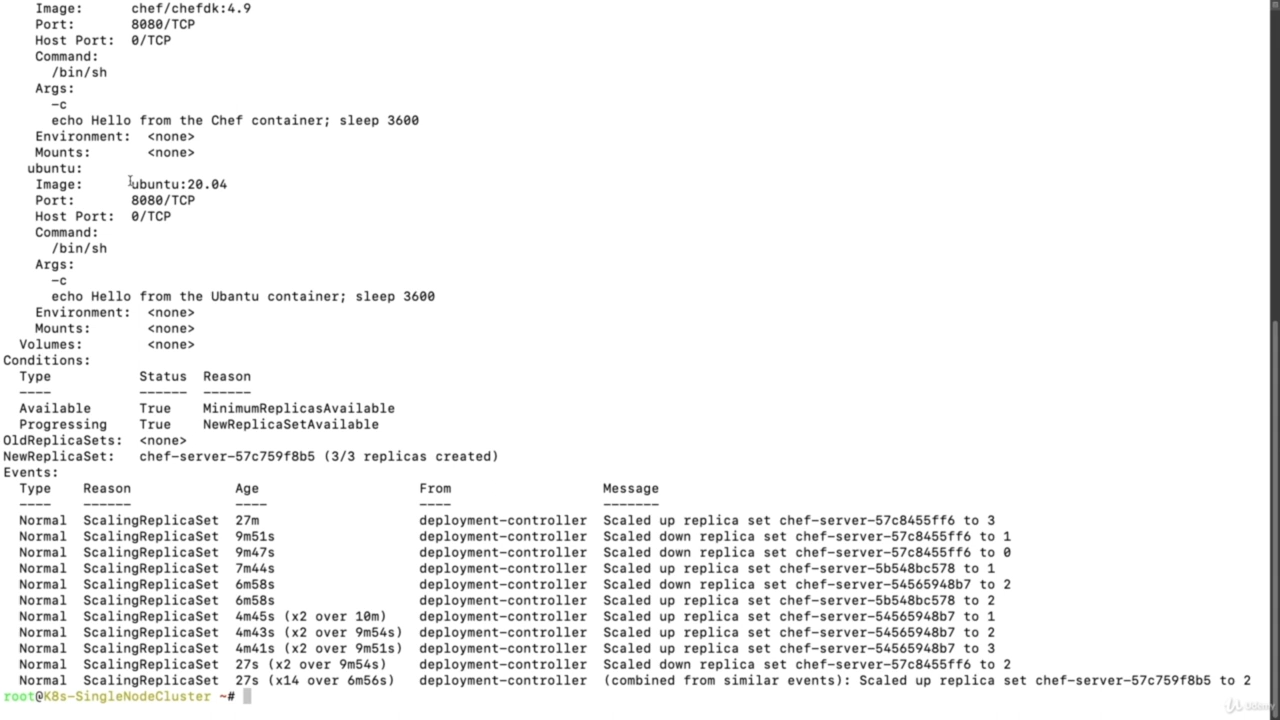 Image:      chef/chefdk:4.9
    Port:       8080/TCP
    Host Port:  0/TCP
    Command:
      /bin/sh
    Args:
      -c
      echo Hello from the Chef container; sleep 3600
    Environment:  <none>
    Mounts:       <none>
   ubuntu:
    Image:      ubuntu:20.04
    Port:       8080/TCP
    Host Port:  0/TCP
    Command:
      /bin/sh
    Args:
      -c
      echo Hello from the Ubantu container; sleep 3600
    Environment:  <none>
    Mounts:       <none>
  Volumes:        <none>
Conditions:
  Type           Status  Reason
  ----           ------  ------
  Available      True    MinimumReplicasAvailable
  Progressing    True    NewReplicaSetAvailable
OldReplicaSets:  <none>
NewReplicaSet:   chef-server-57c759f8b5 (3/3 replicas created)
Events:
  Type    Reason             Age                    From                   Message
  ----    ------             ----                   ----                   -------
  Normal  ScalingReplicaSet  27m                    deployment-controller  Scaled up replica set chef-server-57c8455ff6 to 3
  Normal  ScalingReplicaSet  9m51s                  deployment-controller  Scaled down replica set chef-server-57c8455ff6 to 1
  Normal  ScalingReplicaSet  9m47s                  deployment-controller  Scaled down replica set chef-server-57c8455ff6 to 0
  Normal  ScalingReplicaSet  7m44s                  deployment-controller  Scaled up replica set chef-server-5b548bc578 to 1
  Normal  ScalingReplicaSet  6m58s                  deployment-controller  Scaled down replica set chef-server-54565948b7 to 2
  Normal  ScalingReplicaSet  6m58s                  deployment-controller  Scaled up replica set chef-server-5b548bc578 to 2
  Normal  ScalingReplicaSet  4m45s (x2 over 10m)    deployment-controller  Scaled up replica set chef-server-54565948b7 to 1
  Normal  ScalingReplicaSet  4m43s (x2 over 9m54s)  deployment-controller  Scaled up replica set chef-server-54565948b7 to 2
  Normal  ScalingReplicaSet  4m41s (x2 over 9m51s)  deployment-controller  Scaled up replica set chef-server-54565948b7 to 3
  Normal  ScalingReplicaSet  27s (x2 over 9m54s)    deployment-controller  Scaled down replica set chef-server-57c8455ff6 to 2
  Normal  ScalingReplicaSet  27s (x14 over 6m56s)   deployment-controller  (combined from similar events): Scaled up replica set chef-server-57c759f8b5 to 2
root@K8s-SingleNodeCluster ~#
Udemy